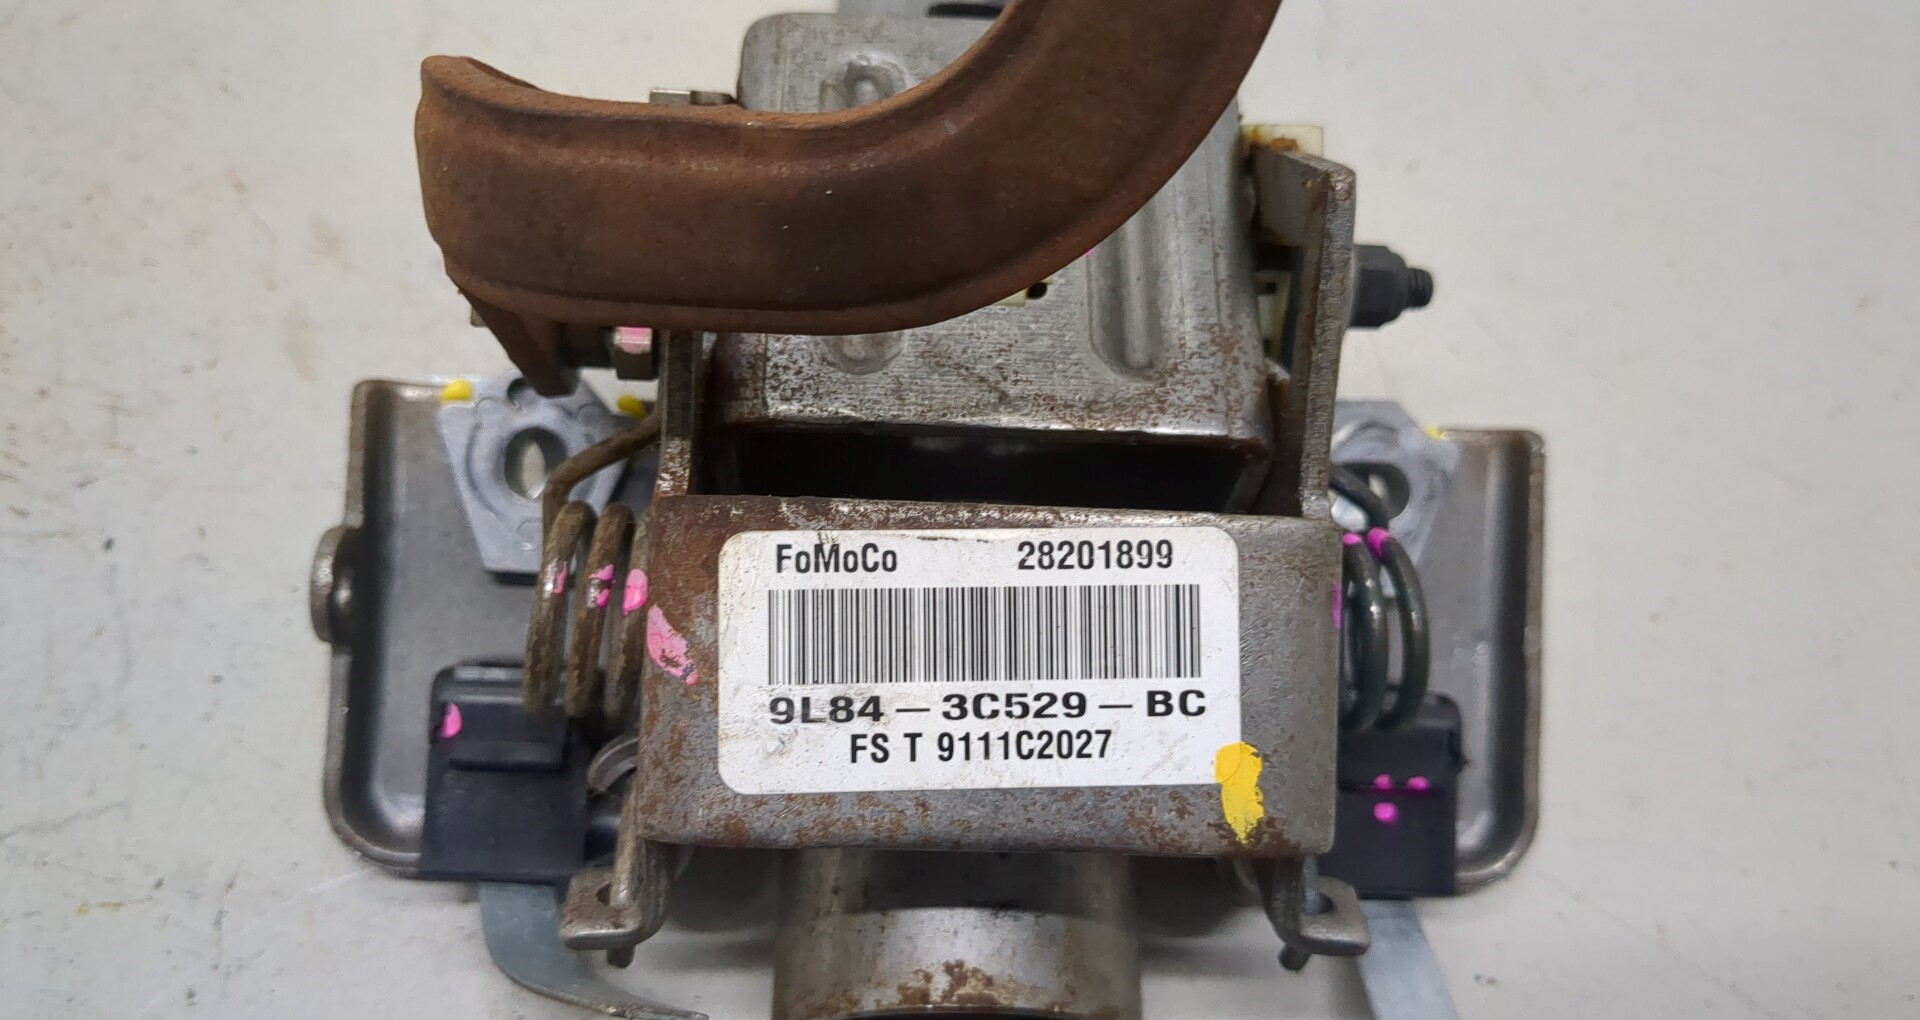 FoMoCo 28201899
9L84 – 3C529 – BC
FS T 9111C2027